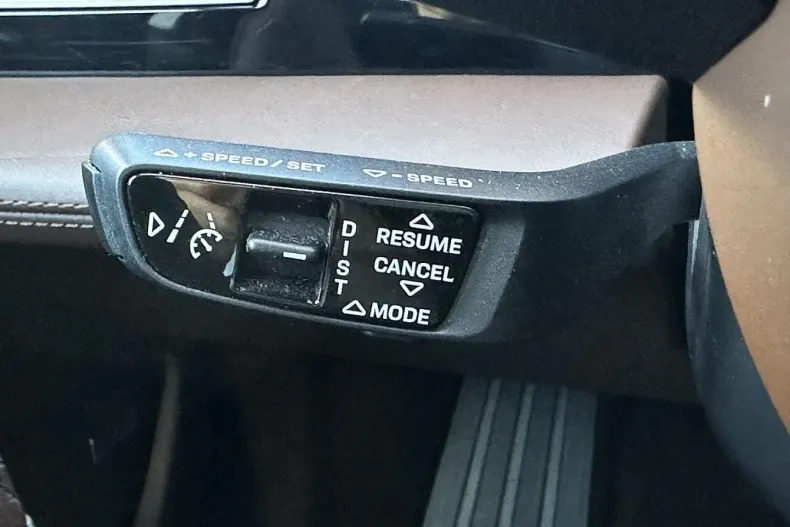 + SPEED/SET
- SPEED
DIST
RESUME
CANCEL
MODE